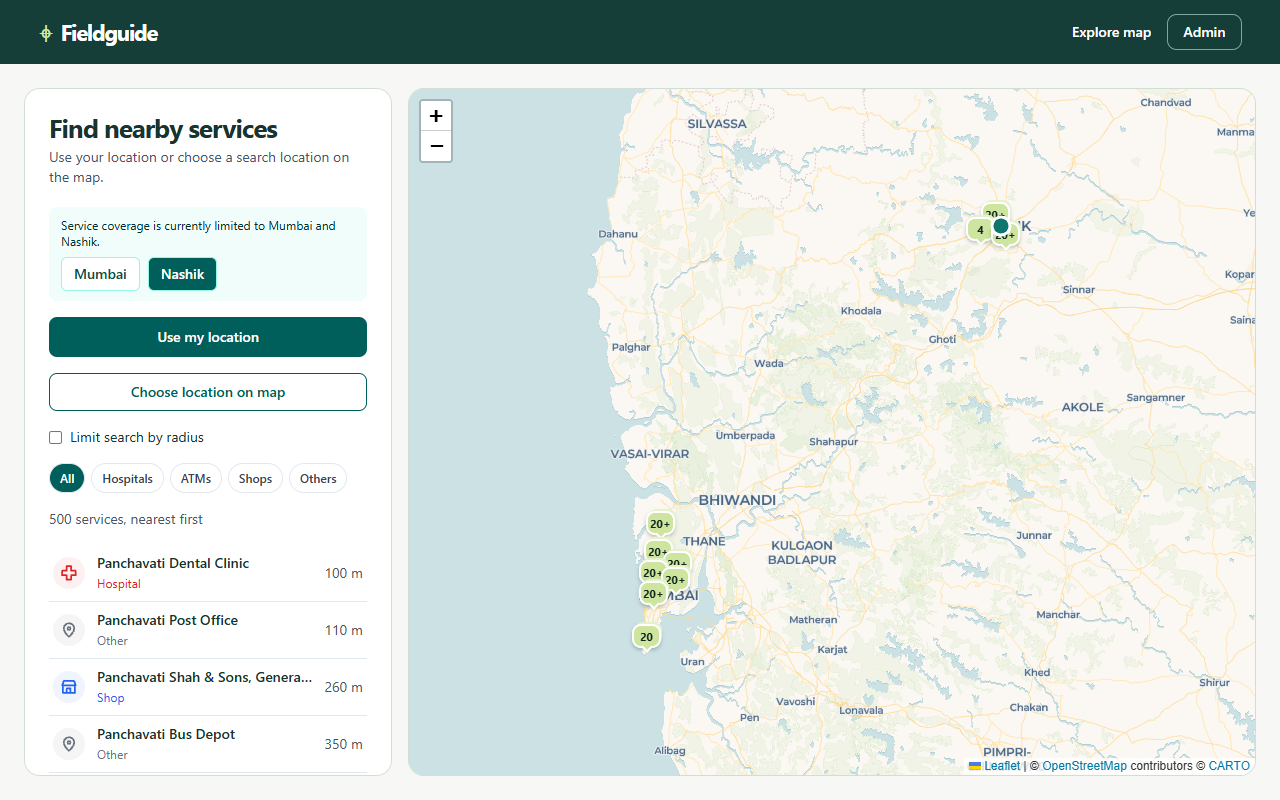 Fieldguide
Explore map
Admin
Find nearby services
Use your location or choose a search location on
the map.
Service coverage is currently limited to Mumbai and
Nashik.
Mumbai
Nashik
Use my location
Choose location on map
Limit search by radius
All
Hospitals
ATMs
Shops
Others
500 services, nearest first
Panchavati Dental Clinic
Hospital
100 m
Panchavati Post Office
Other
110 m
Panchavati Shah & Sons, Genera...
Shop
260 m
Panchavati Bus Depot
Other
350 m
+
−
Chandvad
SILVASSA
Manma
20+
Ye
4
20+
K
Dahanu
Kopar
Sinnar
Khodala
Saina
Ghoti
Palghar
Wada
Sangamner
AKOLE
Umberpada
Shahapur
VASAI-VIRAR
BHIWANDI
20+
Junnar
THANE
KULGAON
BADLAPUR
20+
20+
20+
20+
20+
MBAI
Manchar
Matheran
20
Karjat
Uran
Khed
Shirur
Vavoshi
Chakan
Lonavala
Pen
Alibag
PIMPRI-
Leaflet | © OpenStreetMap contributors © CARTO